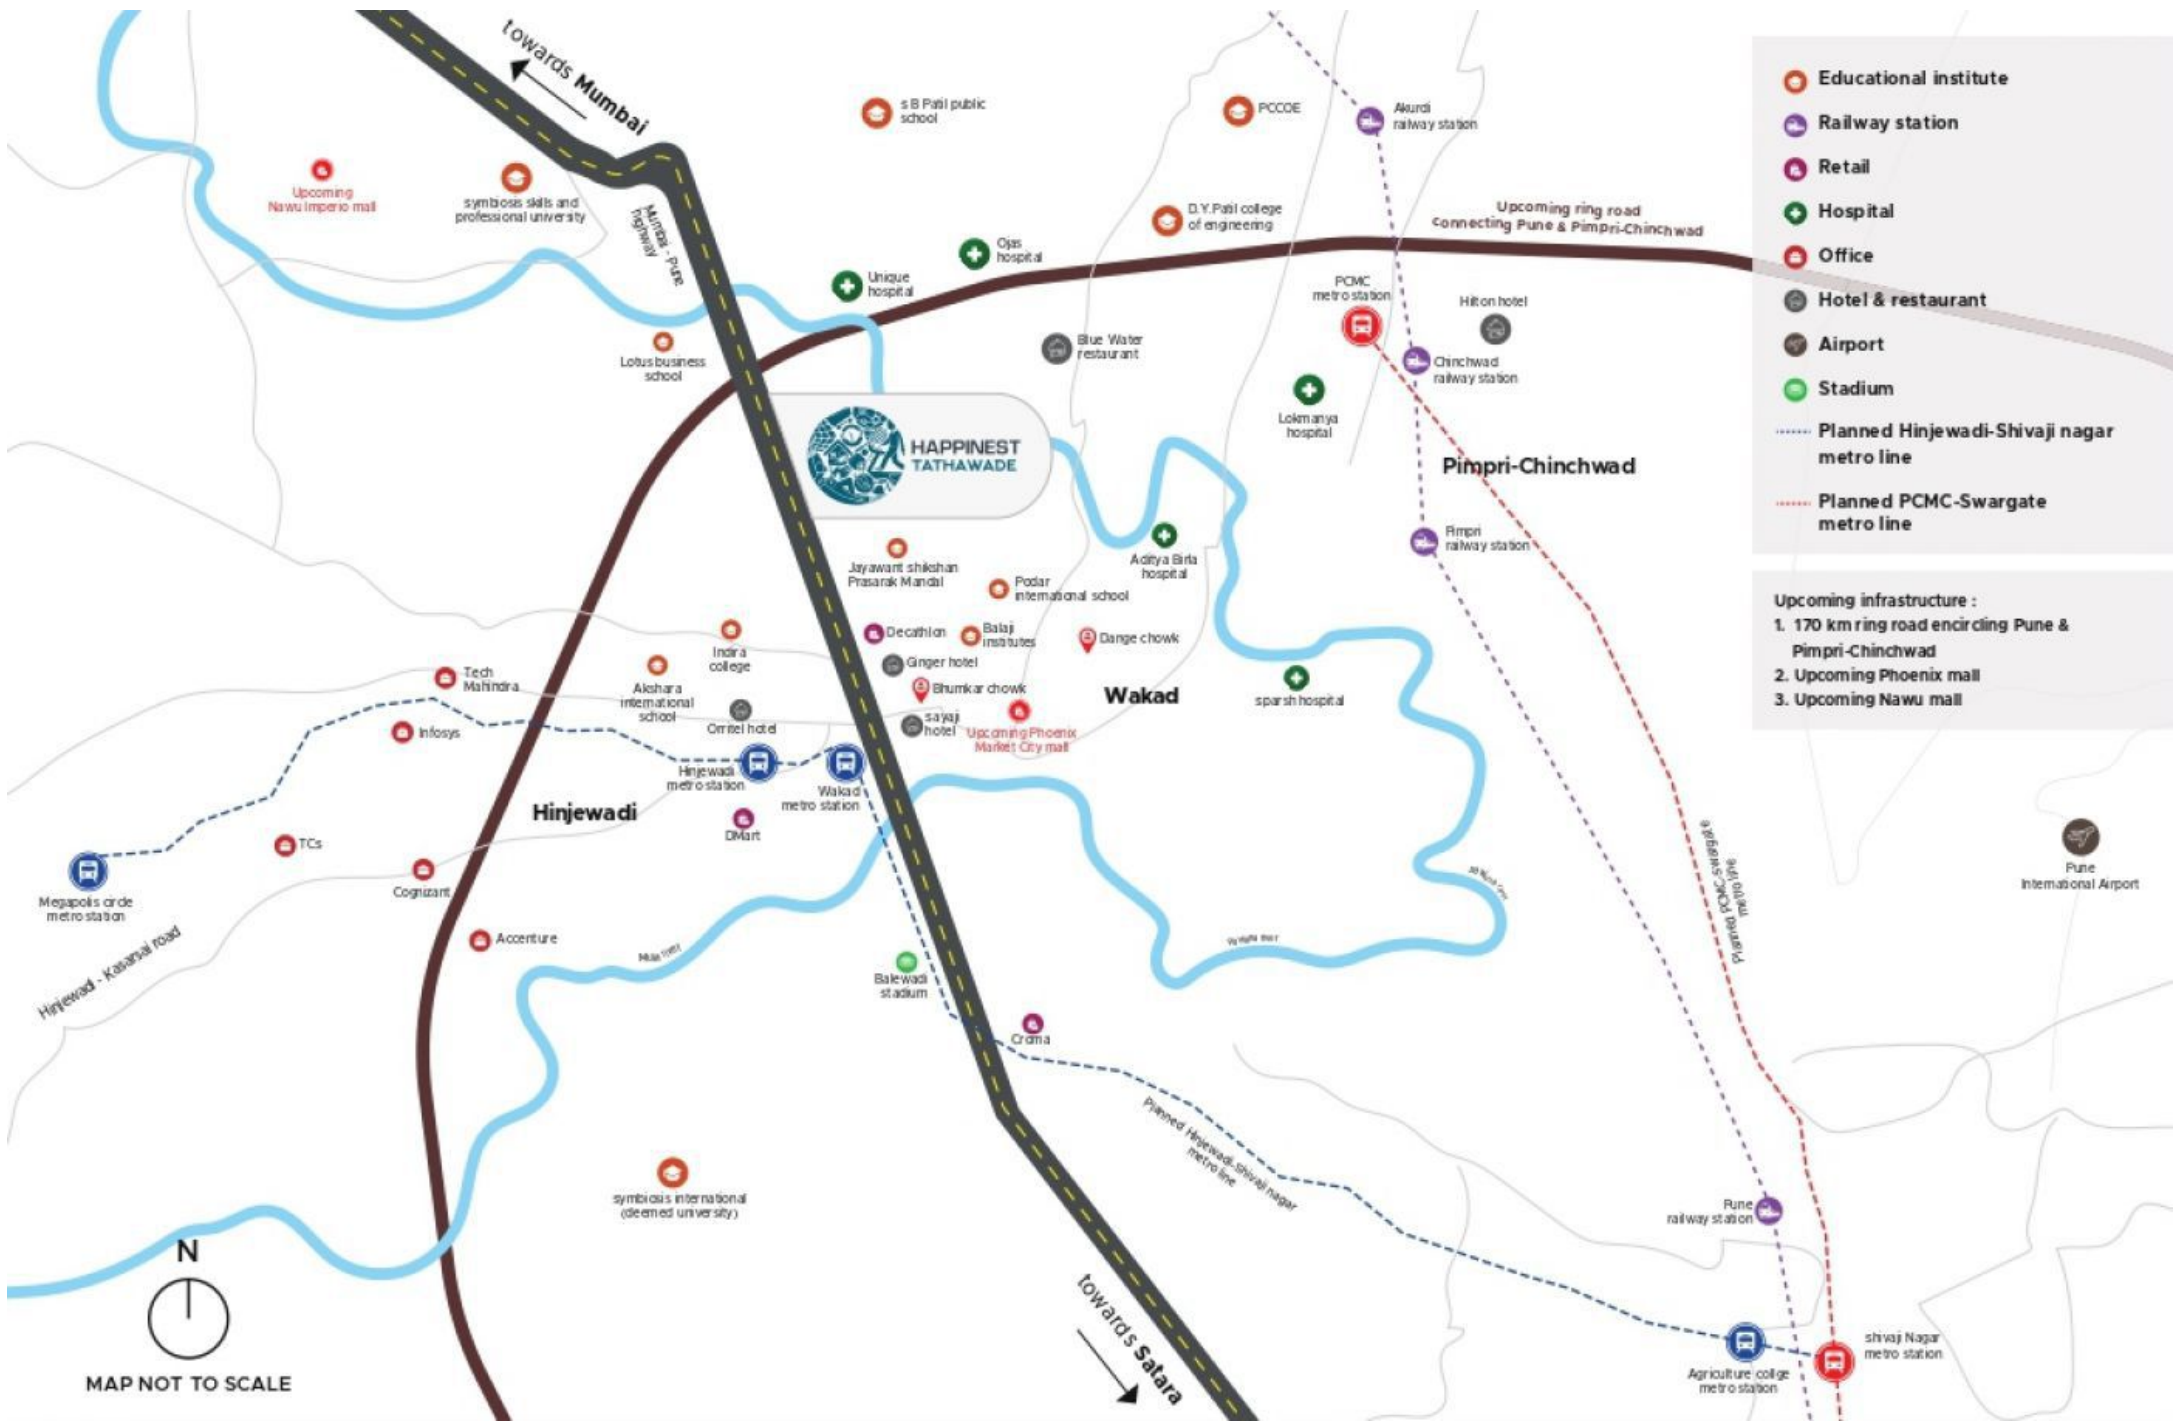 towards Mumbai
s B Patil public
school
PCCOE
Akurdi
railway station
Upcoming
Nawu Imperio mall
symbiosis skills and
professional university
Mumbai - Pune
highway
D.Y.Patil college
of engineering
Upcoming ring road
connecting Pune & Pimpri-Chinchwad
Ojas
hospital
Unique
hospital
PCMC
metro station
Hilton hotel
Lotus business
school
Blue Water
restaurant
Chinchwad
railway station
Lokmanya
hospital
HAPPINEST
TATHAWADE
Pimpri-Chinchwad
Pimpri
railway station
Jayawant shikshan
Prasarak Mandal
Aditya Birla
hospital
Podar
international school
Decathlon
Balaji
institutes
Dange chowk
Indira
college
Ginger hotel
Tech
Mahindra
Akshara
international
school
Bhumkar chowk
Wakad
sparsh hospital
Infosys
Orritel hotel
sayaji
hotel
Upcoming Phoenix
Market City mall
Hinjewadi
metro station
Wakad
metro station
Hinjewadi
DMart
TCs
Cognizant
Megapolis circle
metro station
Accenture
Hinjewadi - Kasarsai road
Mula river
Balewadi
stadium
Croma
Planned PCMC-Swargate
metro line
Pune
International Airport
Planned Hinjewadi-Shivaji nagar
metro line
symbiosis international
(deemed university)
Pune
railway station
towards Satara
Agriculture collge
metro station
shivaji Nagar
metro station
N
MAP NOT TO SCALE
Educational institute
Railway station
Retail
Hospital
Office
Hotel & restaurant
Airport
Stadium
Planned Hinjewadi-Shivaji nagar
metro line
Planned PCMC-Swargate
metro line
Upcoming infrastructure :
1. 170 km ring road encircling Pune &
Pimpri-Chinchwad
2. Upcoming Phoenix mall
3. Upcoming Nawu mall